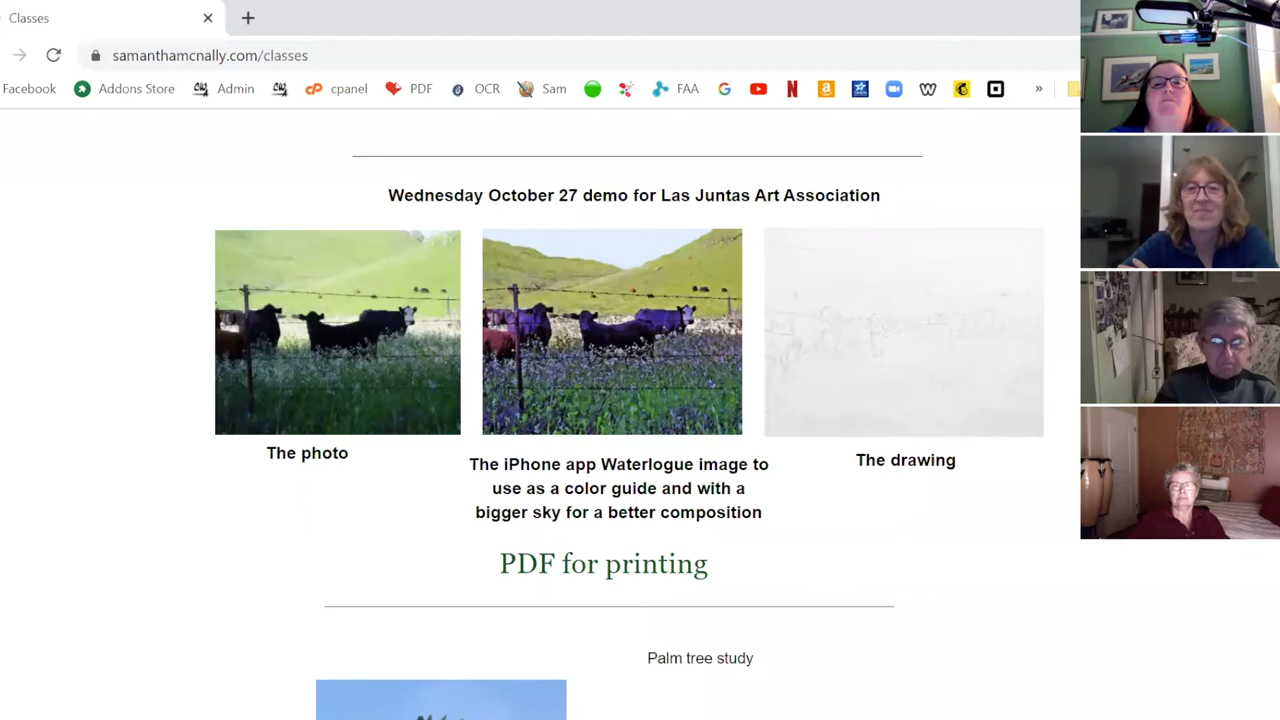 Classes
samanthamcnally.com/classes
Facebook Addons Store Admin cpanel PDF OCR Sam FAA »
Wednesday October 27 demo for Las Juntas Art Association
The photo
The iPhone app Waterlogue image to
use as a color guide and with a
bigger sky for a better composition
The drawing
PDF for printing
Palm tree study